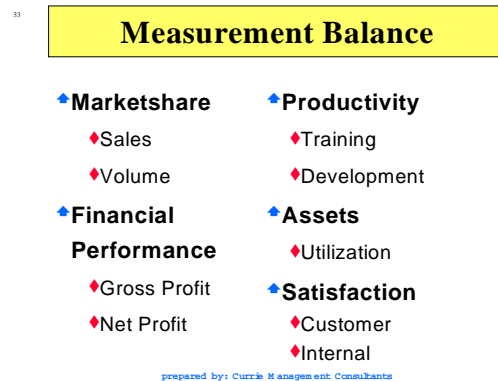 33
Measurement Balance
Marketshare
Sales
Volume
Financial
Performance
Gross Profit
Net Profit
Productivity
Training
Development
Assets
Utilization
Satisfaction
Customer
Internal
prepared by: Currie Management Consultants